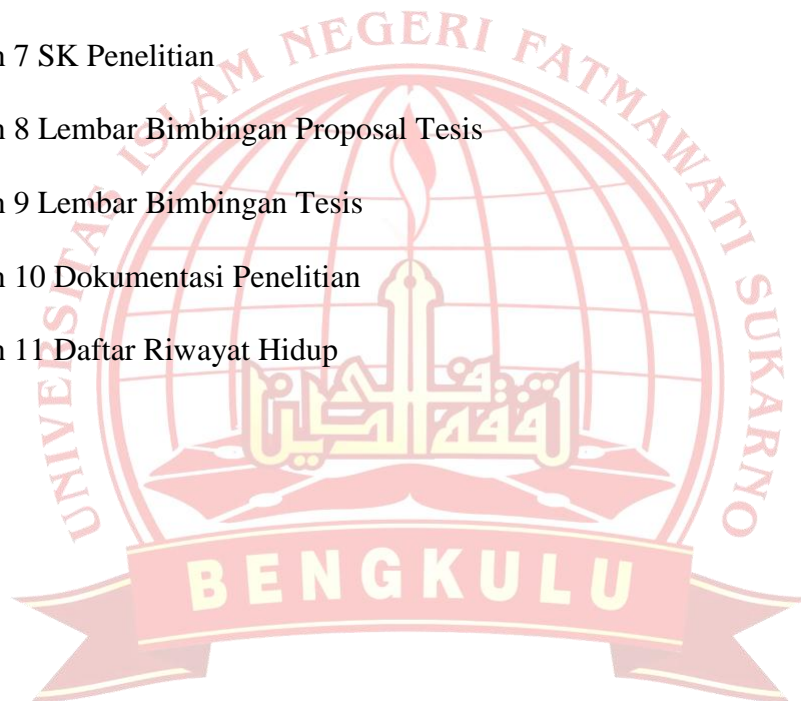 n 7 SK Penelitian
n 8 Lembar Bimbingan Proposal Tesis
n 9 Lembar Bimbingan Tesis
n 10 Dokumentasi Penelitian
n 11 Daftar Riwayat Hidup
UNIVERSITAS ISLAM NEGERI FATMAWATI SUKARNO
BENGKULU